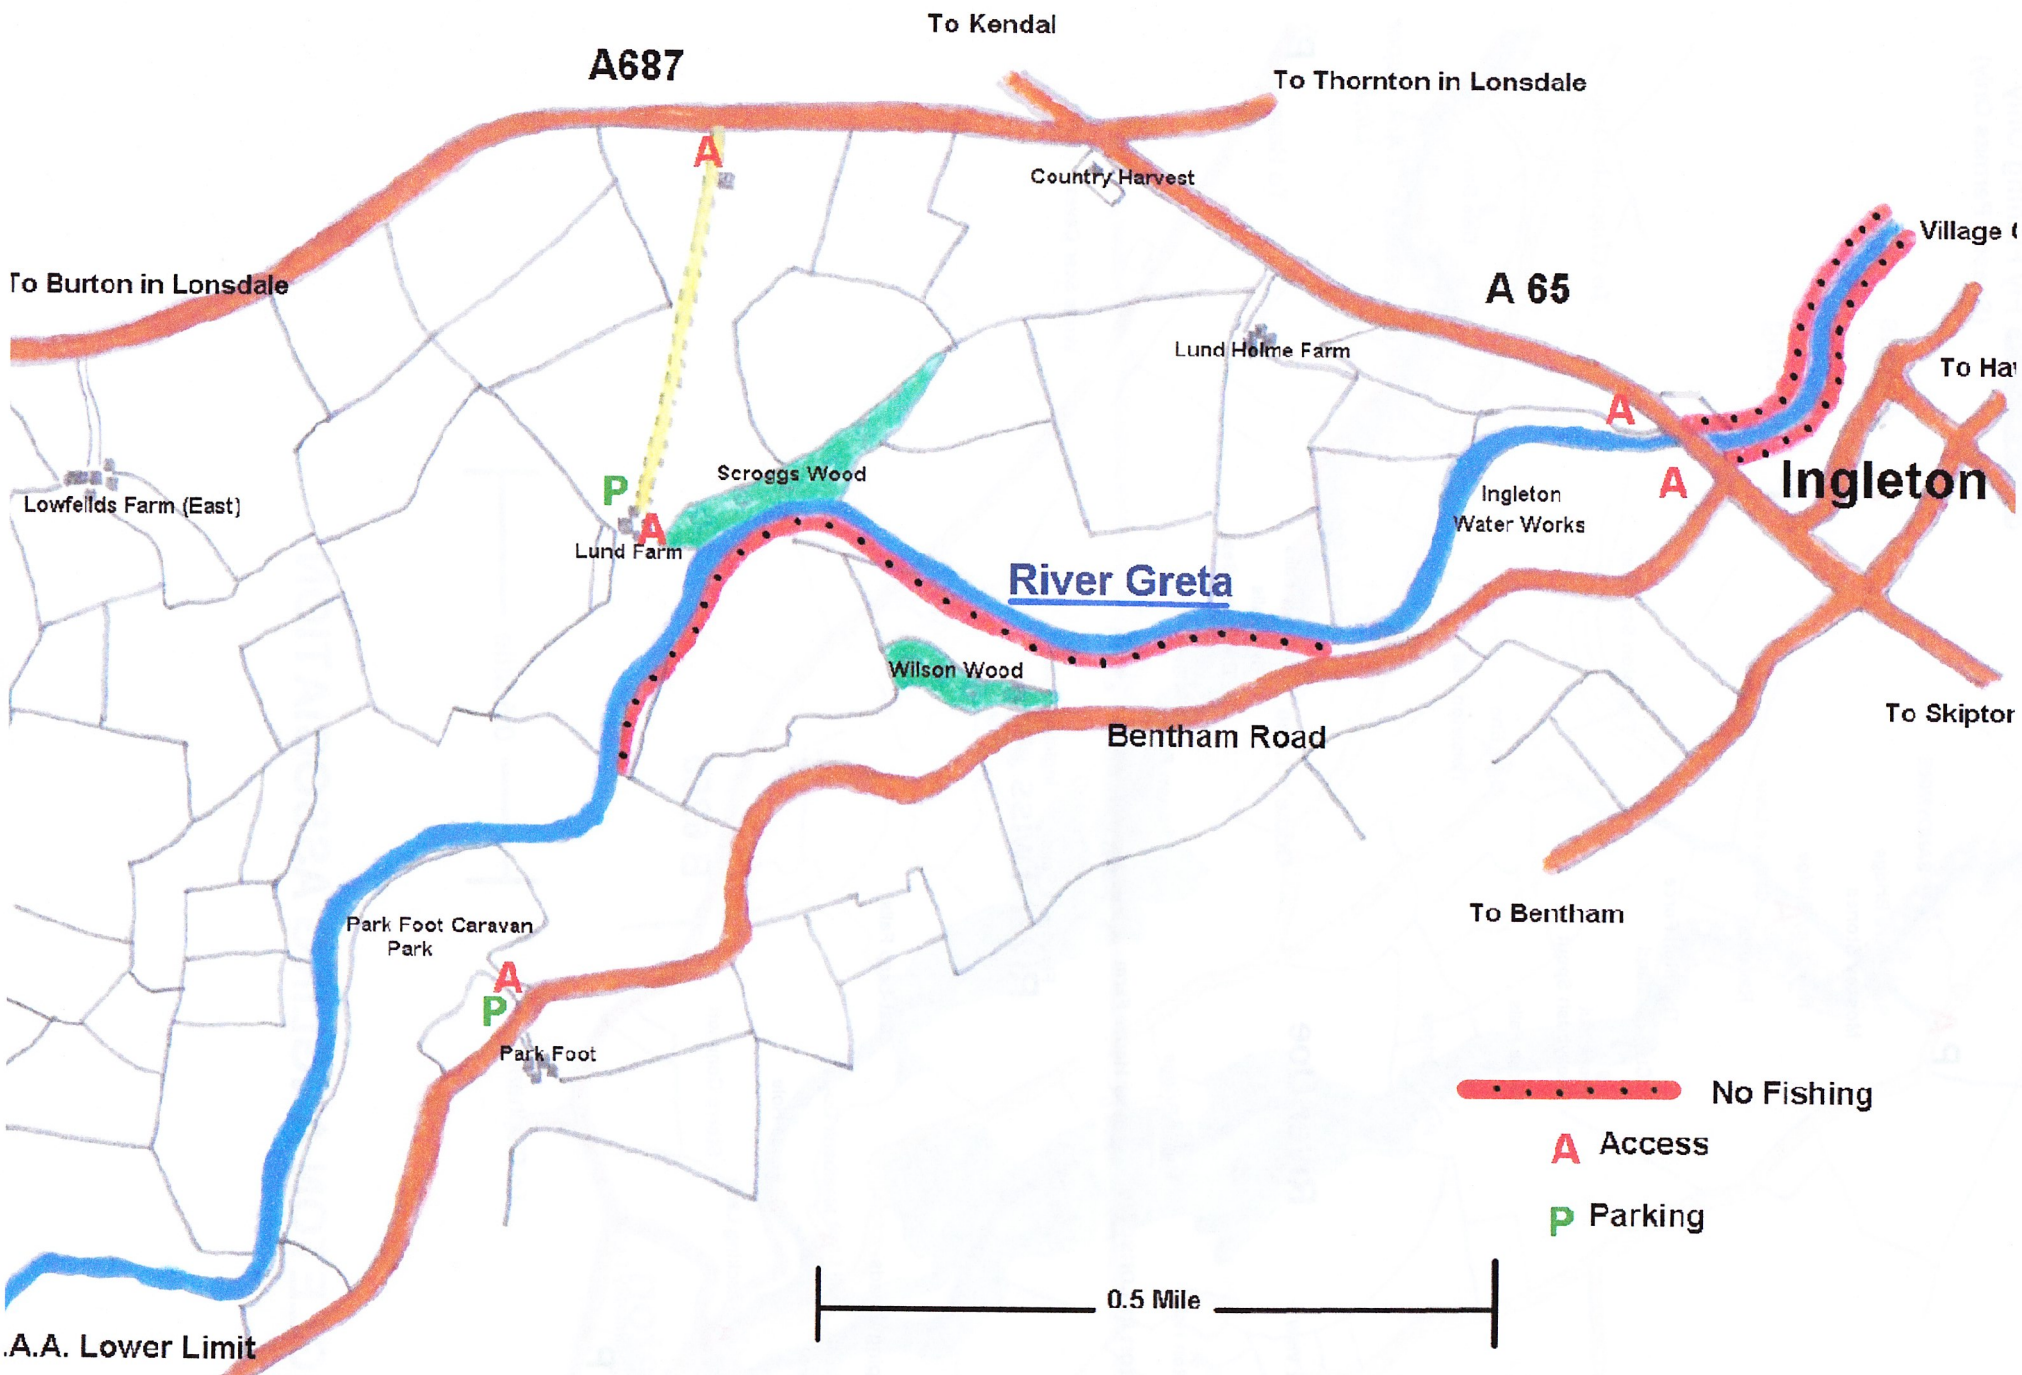 To Kendal
A687
To Thornton in Lonsdale
A
Country Harvest
Village
To Burton in Lonsdale
A 65
Lund Holme Farm
To Ha
A
Scroggs Wood
P
A
Ingleton
A
Lowfeilds Farm (East)
Ingleton
Water Works
Lund Farm
River Greta
Wilson Wood
To Skipton
Bentham Road
To Bentham
Park Foot Caravan
Park
A
P
Park Foot
No Fishing
A Access
P Parking
0.5 Mile
.A.A. Lower Limit